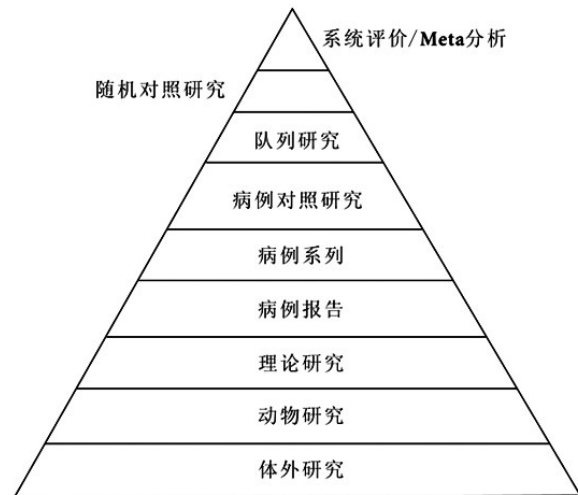 系统评价/Meta分析
随机对照研究
队列研究
病例对照研究
病例系列
病例报告
理论研究
动物研究
体外研究